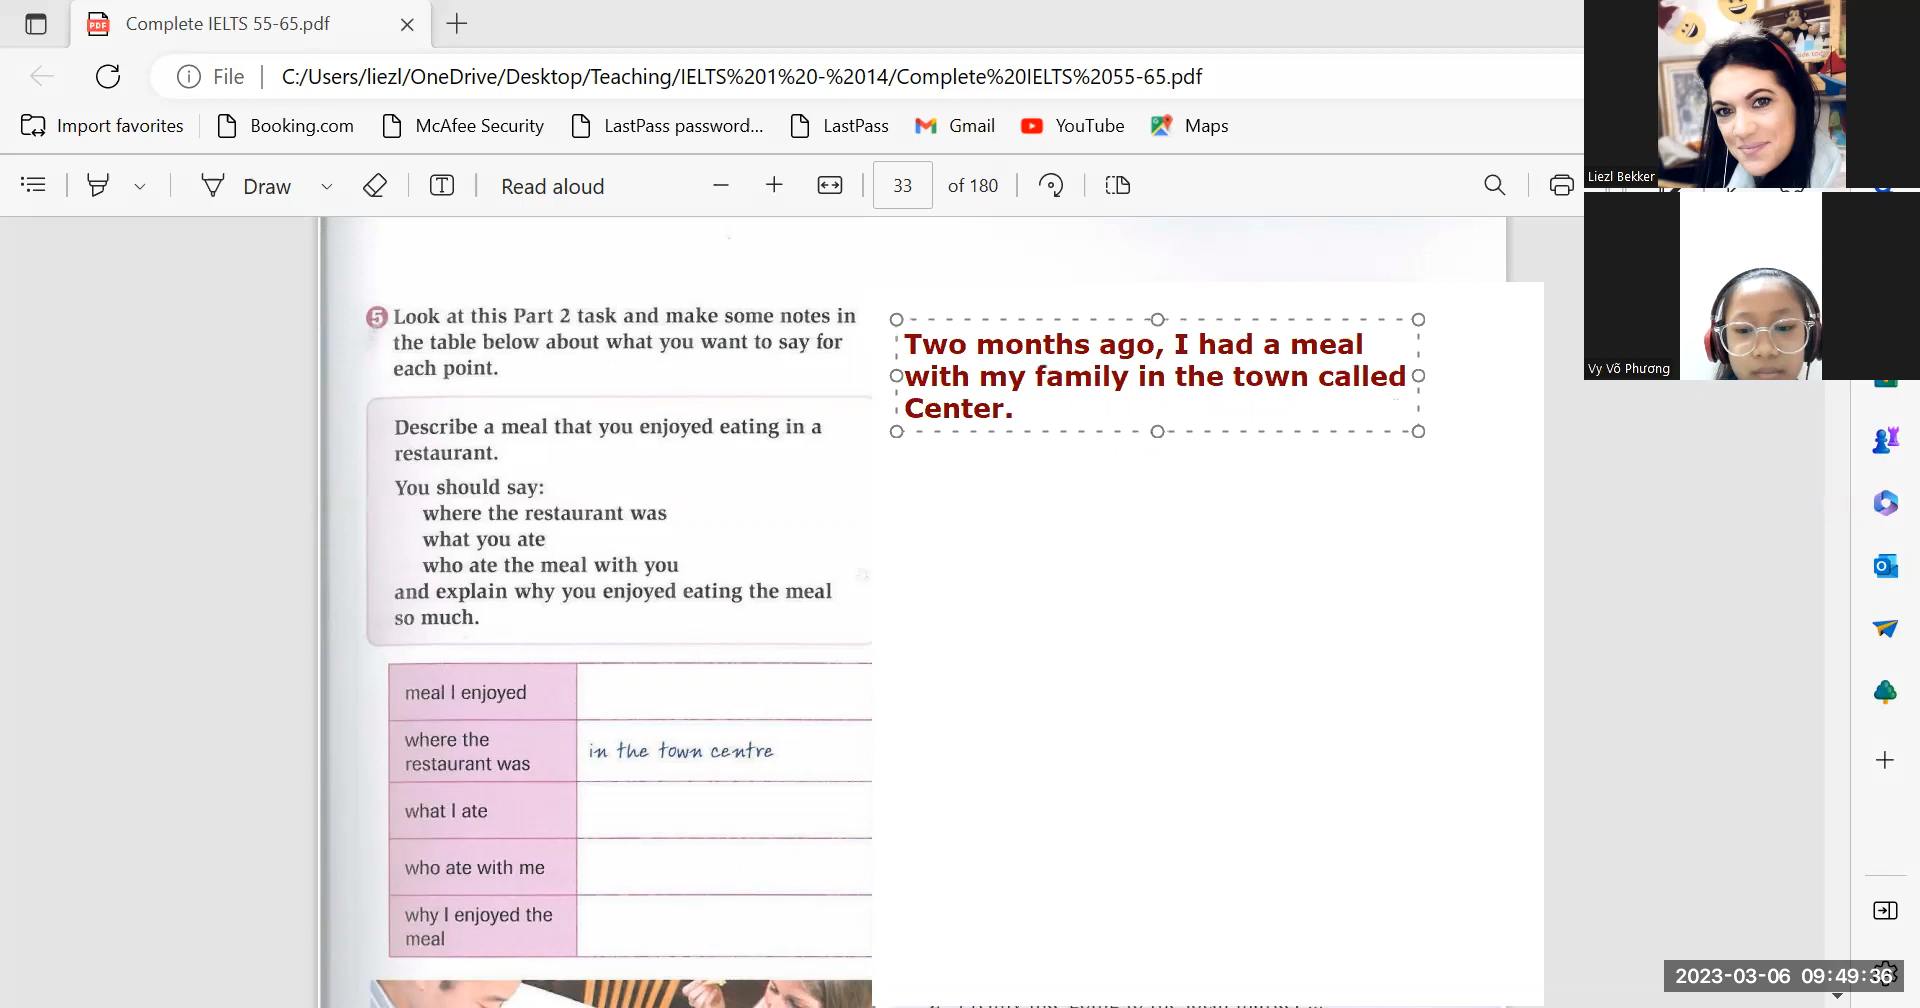 Complete IELTS 55-65.pdf
File
C:/Users/liezl/OneDrive/Desktop/Teaching/IELTS%201%20-%2014/Complete%20IELTS%2055-65.pdf
Import favorites
Booking.com
McAfee Security
LastPass password...
LastPass
Gmail
YouTube
Maps
Draw
Read aloud
33
of 180
Liezl Bekker
Vy Võ Phương
5 Look at this Part 2 task and make some notes in
the table below about what you want to say for
each point.
Describe a meal that you enjoyed eating in a
restaurant.
You should say:
where the restaurant was
what you ate
who ate the meal with you
and explain why you enjoyed eating the meal
so much.
meal I enjoyed
where the
restaurant was
in the town centre
what I ate
who ate with me
why I enjoyed the
meal
Two months ago, I had a meal
with my family in the town called
Center.
2023-03-06 09:49:36